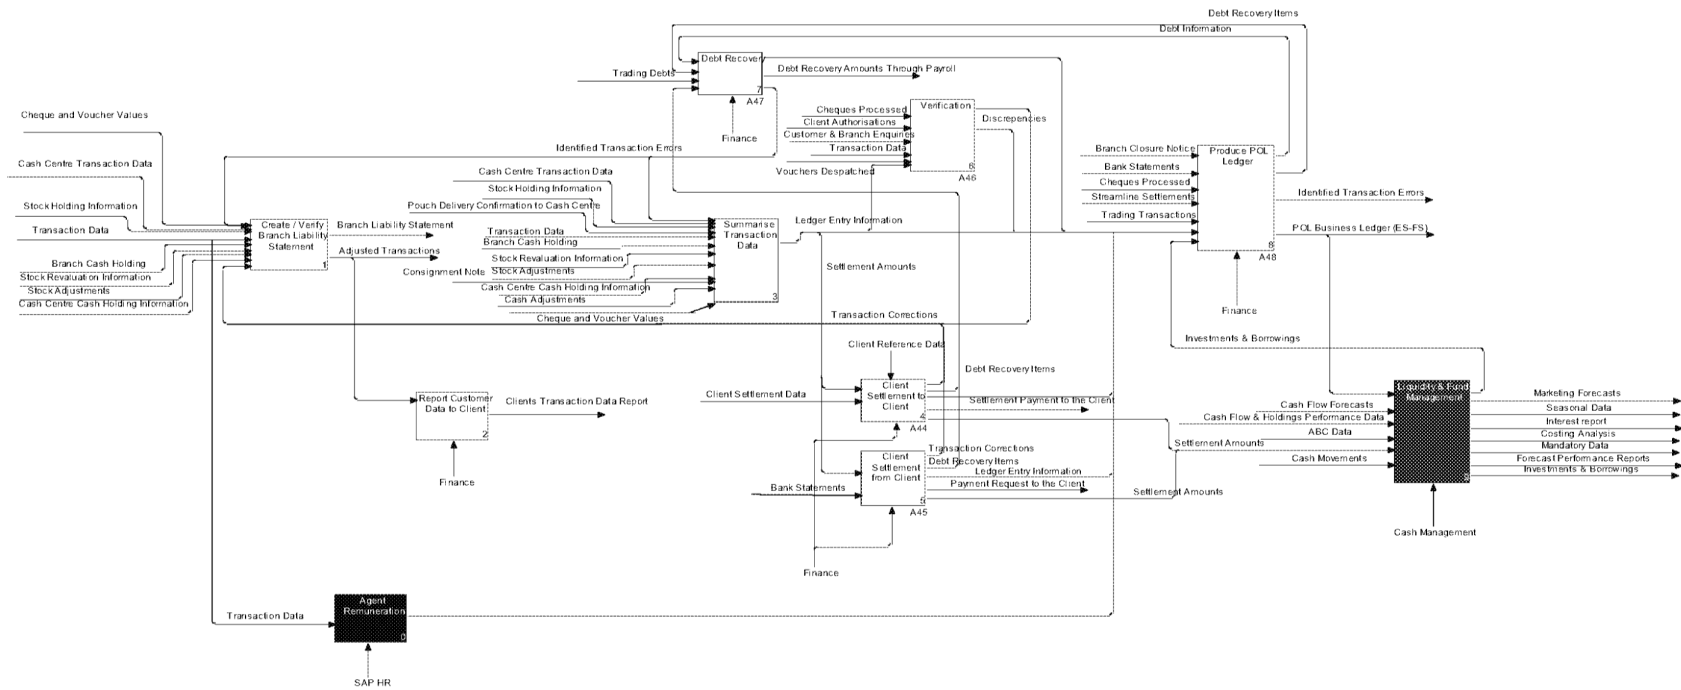 Debt Recovery Items
Debt Information
Debt Recovery
7
A47
Trading Debts
Debt Recovery Amounts Through Payroll
Finance
Cheque and Voucher Values
Cash Centre Transaction Data
Stock Holding Information
Transaction Data
Branch Cash Holding
Stock Revaluation Information
Stock Adjustments
Cash Centre Cash Holding Information
Create / Verify
Branch Liability
Statement
1
Branch Liability Statement
Adjusted Transactions
Identified Transaction Errors
Cash Centre Transaction Data
Stock Holding Information
Pouch Delivery Confirmation to Cash Centre
Transaction Data
Branch Cash Holding
Stock Revaluation Information
Consignment Note
Stock Adjustments
Cash Centre Cash Holding Information
Cash Adjustments
Cheque and Voucher Values
Summarise
Transaction
Data
3
Ledger Entry Information
Settlement Amounts
Cheques Processed
Client Authorisations
Customer & Branch Enquiries
Transaction Data
Vouchers Despatched
Verification
6
A46
Discrepencies
Branch Closure Notice
Bank Statements
Cheques Processed
Streamline Settlements
Trading Transactions
Produce POL
Ledger
8
A48
Finance
Identified Transaction Errors
POL Business Ledger (ES-FS)
Investments & Borrowings
Transaction Corrections
Client Reference Data
Client Settlement Data
Client
Settlement to
Client
4
A44
Debt Recovery Items
Settlement Payment to the Client
Report Customer
Data to Client
2
Clients Transaction Data Report
Finance
Bank Statements
Client
Settlement
from Client
5
A45
Transaction Corrections
Debt Recovery Items
Ledger Entry Information
Payment Request to the Client
Settlement Amounts
Finance
Cash Flow Forecasts
Cash Flow & Holdings Performance Data
ABC Data
Settlement Amounts
Cash Movements
Liquidity & Fund
Management
Cash Management
Marketing Forecasts
Seasonal Data
Interest report
Costing Analysis
Mandatory Data
Forecast Performance Reports
Investments & Borrowings
Transaction Data
Agent
Remuneration
0
SAP HR